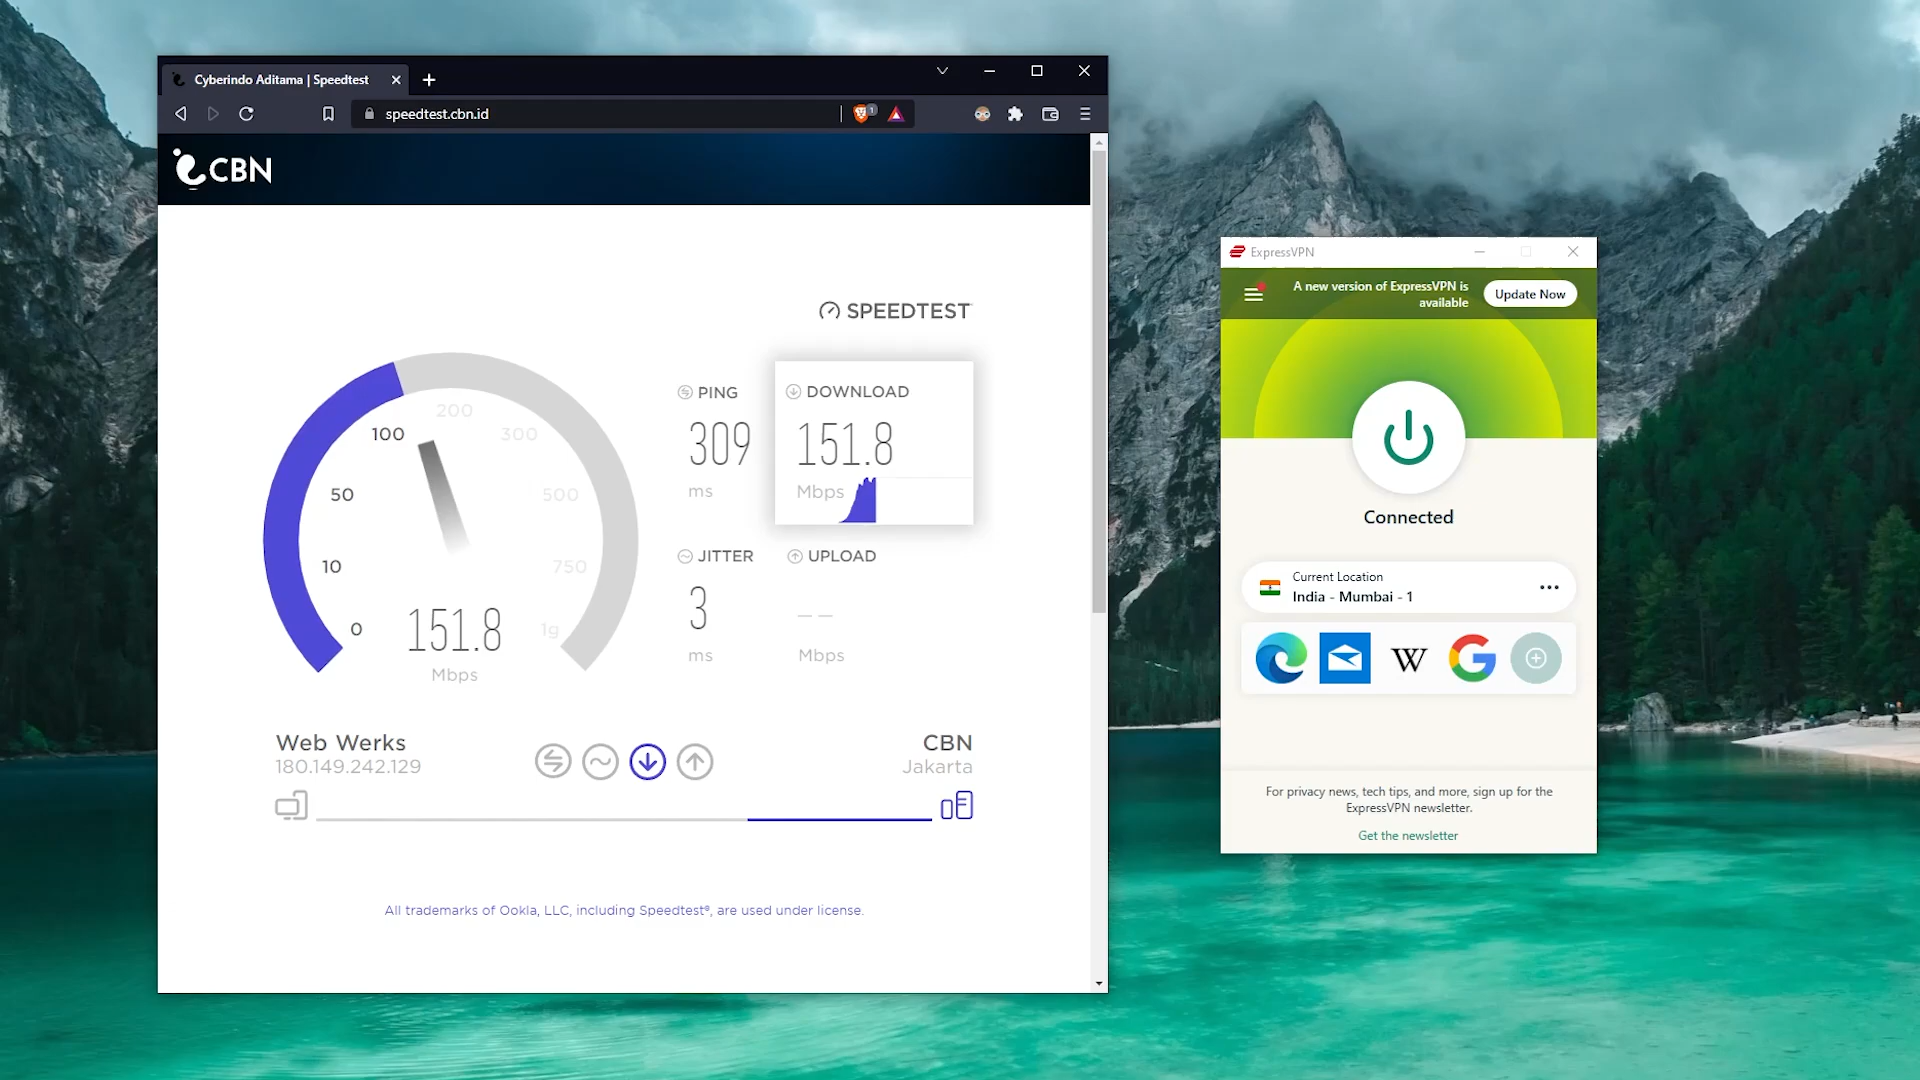 Cyberindo Aditama | Speedtest
speedtest.cbn.id
1
CBN
SPEEDTEST
PING
309
ms
DOWNLOAD
151.8
Mbps
JITTER
3
ms
UPLOAD
— —
Mbps
0
10
50
100
200
300
500
750
1g
151.8
Mbps
Web Werks
180.149.242.129
CBN
Jakarta
All trademarks of Ookla, LLC, including Speedtest®, are used under license.
ExpressVPN
A new version of ExpressVPN is
available
Update Now
Connected
Current Location
India - Mumbai - 1
W
G
For privacy news, tech tips, and more, sign up for the
ExpressVPN newsletter.
Get the newsletter